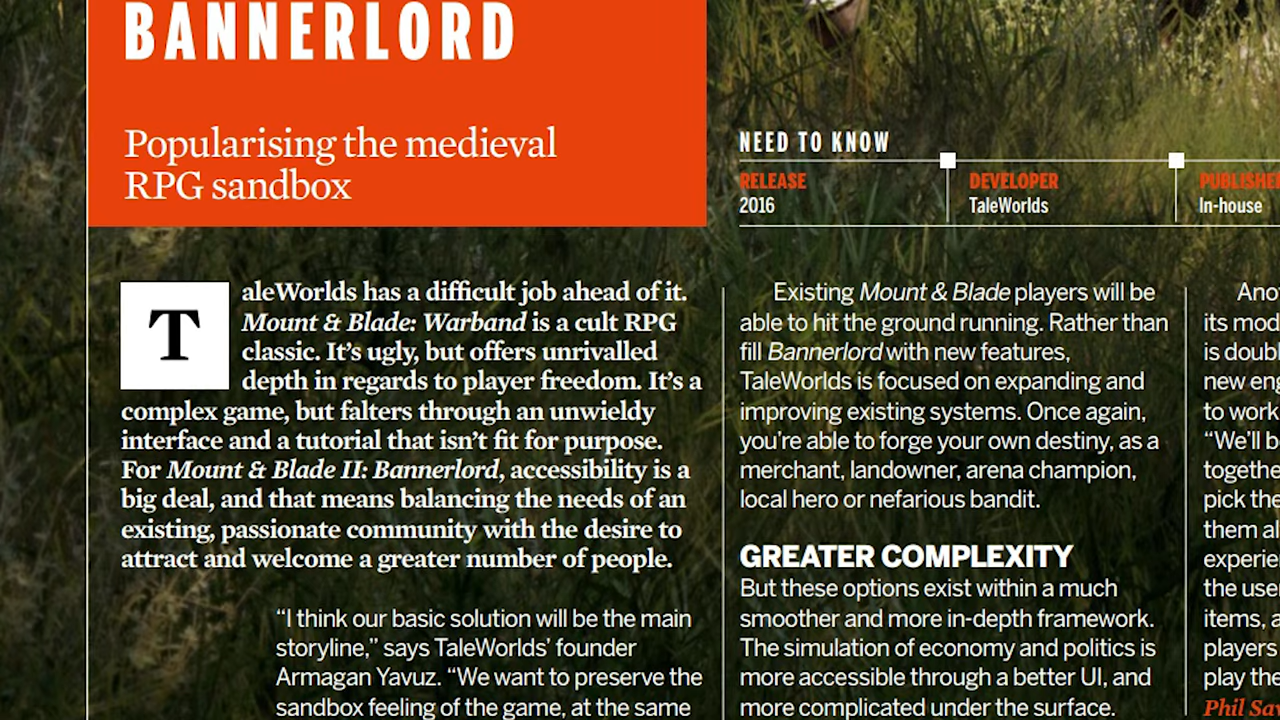 BANNERLORD
Popularising the medieval
RPG sandbox
NEED TO KNOW
RELEASE
2016
DEVELOPER
TaleWorlds
In-house
TaleWorlds has a difficult job ahead of it.
Mount & Blade: Warband is a cult RPG
classic. It’s ugly, but offers unrivalled
depth in regards to player freedom. It’s a
complex game, but falters through an unwieldy
interface and a tutorial that isn’t fit for purpose.
For Mount & Blade II: Bannerlord, accessibility is a
big deal, and that means balancing the needs of an
existing, passionate community with the desire to
attract and welcome a greater number of people.
“I think our basic solution will be the main
storyline,” says TaleWorlds’ founder
Armagan Yavuz. “We want to preserve the
sandbox feeling of the game, at the same
Existing Mount & Blade players will be
able to hit the ground running. Rather than
fill Bannerlord with new features,
TaleWorlds is focused on expanding and
improving existing systems. Once again,
you’re able to forge your own destiny, as a
merchant, landowner, arena champion,
local hero or nefarious bandit.
GREATER COMPLEXITY
But these options exist within a much
smoother and more in-depth framework.
The simulation of economy and politics is
more accessible through a better UI, and
more complicated under the surface.
its
is
new
to work
“We’ll
pick
them
the
items,
players
play
Phil